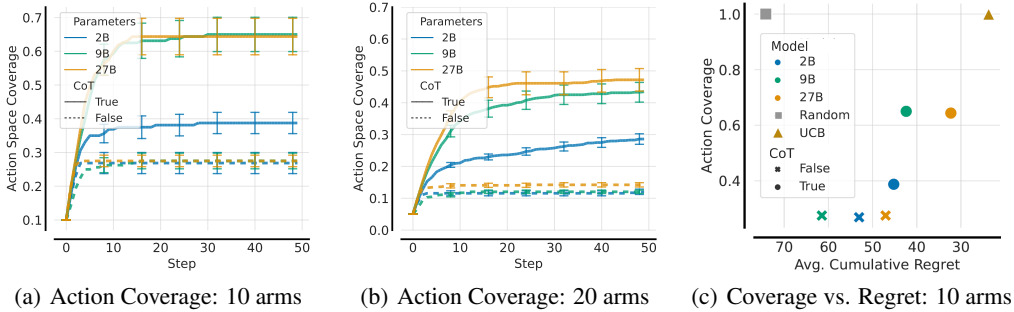 0.7
0.6
0.5
0.4
0.3
0.2
0.1
Action Space Coverage
Parameters
2B
9B
27B
CoT
True
False
0 10 20 30 40 50
Step
(a) Action Coverage: 10 arms
0.7
0.6
0.5
0.4
0.3
0.2
0.1
0.0
Action Space Coverage
Parameters
2B
9B
27B
CoT
True
False
0 10 20 30 40 50
Step
(b) Action Coverage: 20 arms
1.0
0.8
0.6
0.4
Action Coverage
Model
2B
9B
27B
Random
UCB
CoT
False
True
70 60 50 40 30
Avg. Cumulative Regret
(c) Coverage vs. Regret: 10 arms